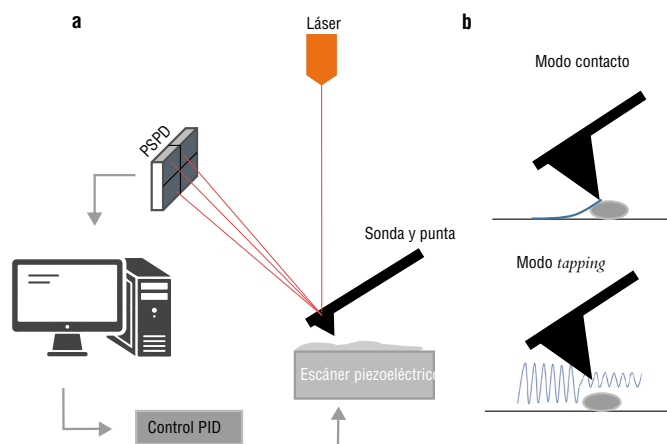 a
Láser
PSPD
Sonda y punta
Escáner piezoeléctrico
Control PID
b
Modo contacto
Modo tapping